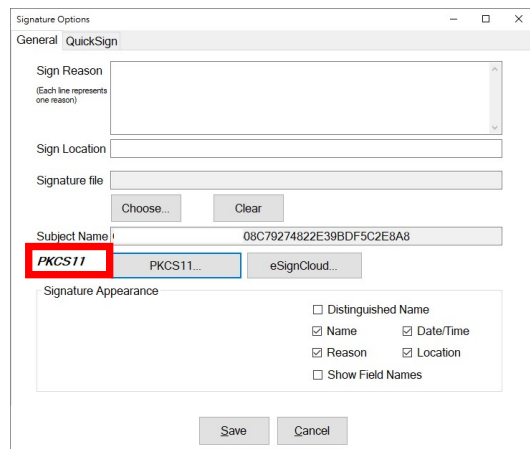 Signature Options
General QuickSign
Sign Reason
(Each line represents
one reason)
Sign Location
Signature file
Choose... Clear
Subject Name 08C79274822E39BDF5C2E8A8
PKCS11 PKCS11... eSignCloud...
Signature Appearance
Distinguished Name
Name Date/Time
Reason Location
Show Field Names
Save Cancel